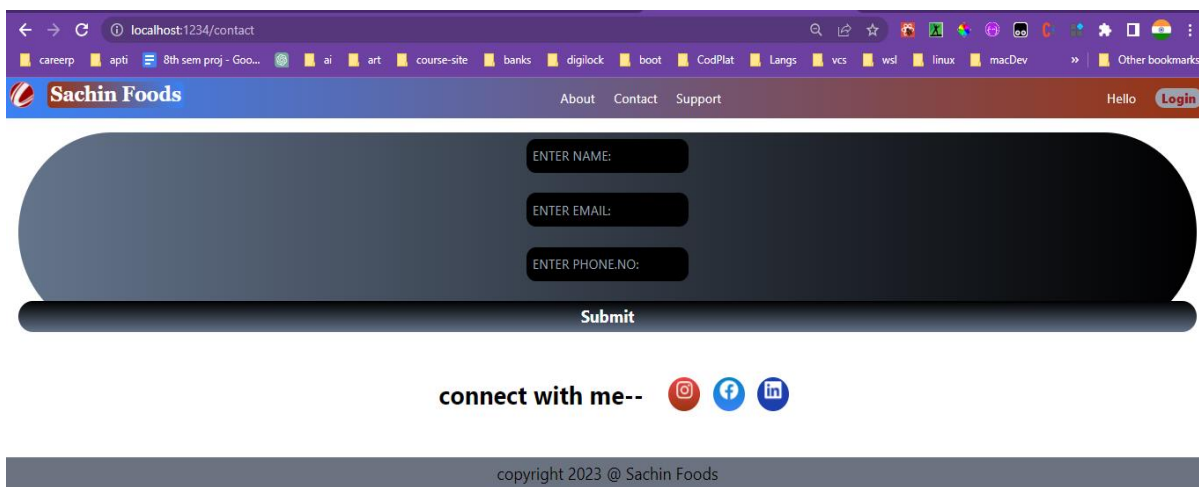 localhost:1234/contact
careerp apti 8th sem proj - Goo... ai art course-site banks digilock boot CodPlat Langs vcs wsl linux macDev » Other bookmarks
Sachin Foods About Contact Support Hello Login
ENTER NAME:
ENTER EMAIL:
ENTER PHONE.NO:
Submit
connect with me-- in
copyright 2023 @ Sachin Foods